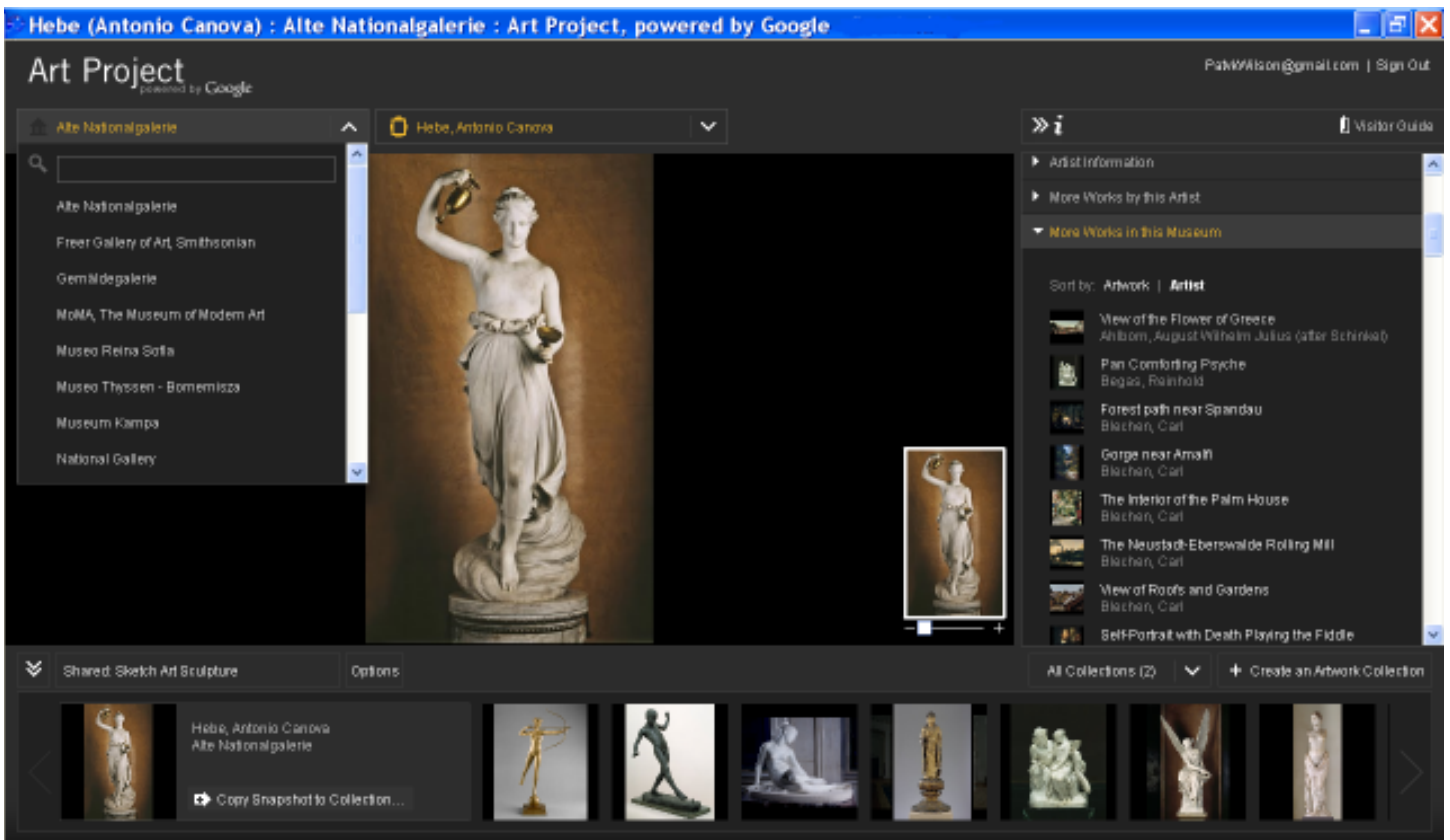 Hebe (Antonio Canova) : Alte Nationalgalerie : Art Project, powered by Google
Art Project
powered by Google
| Sign Out
Alte Nationalgalerie
Hebe, Antonio Canova
Visitor Guide
Alte Nationalgalerie
Freer Gallery of Art, Smithsonian
Gemäldegalerie
MoMA, The Museum of Modern Art
Museo Reina Sofia
Museo Thyssen - Bornemisza
Museum Kampa
National Gallery
Artist Information
More Works by this Artist
More Works in this Museum
Sort by: Artwork | Artist
View of the Flower of Greece
Ahlborn, August Wilhelm Julius (after Schinkel)
Pan Comforting Psyche
Begas, Reinhold
Forest path near Spandau
Blechen, Carl
Gorge near Amalfi
Blechen, Carl
The Interior of the Palm House
Blechen, Carl
The Neustadt-Eberswalde Rolling Mill
Blechen, Carl
View of Roofs and Gardens
Blechen, Carl
Self-Portrait with Death Playing the Fiddle
Shared: Sketch Art Sculpture
Options
All Collections (2)
+ Create an Artwork Collection
Hebe, Antonio Canova
Alte Nationalgalerie
Copy Snapshot to Collection...